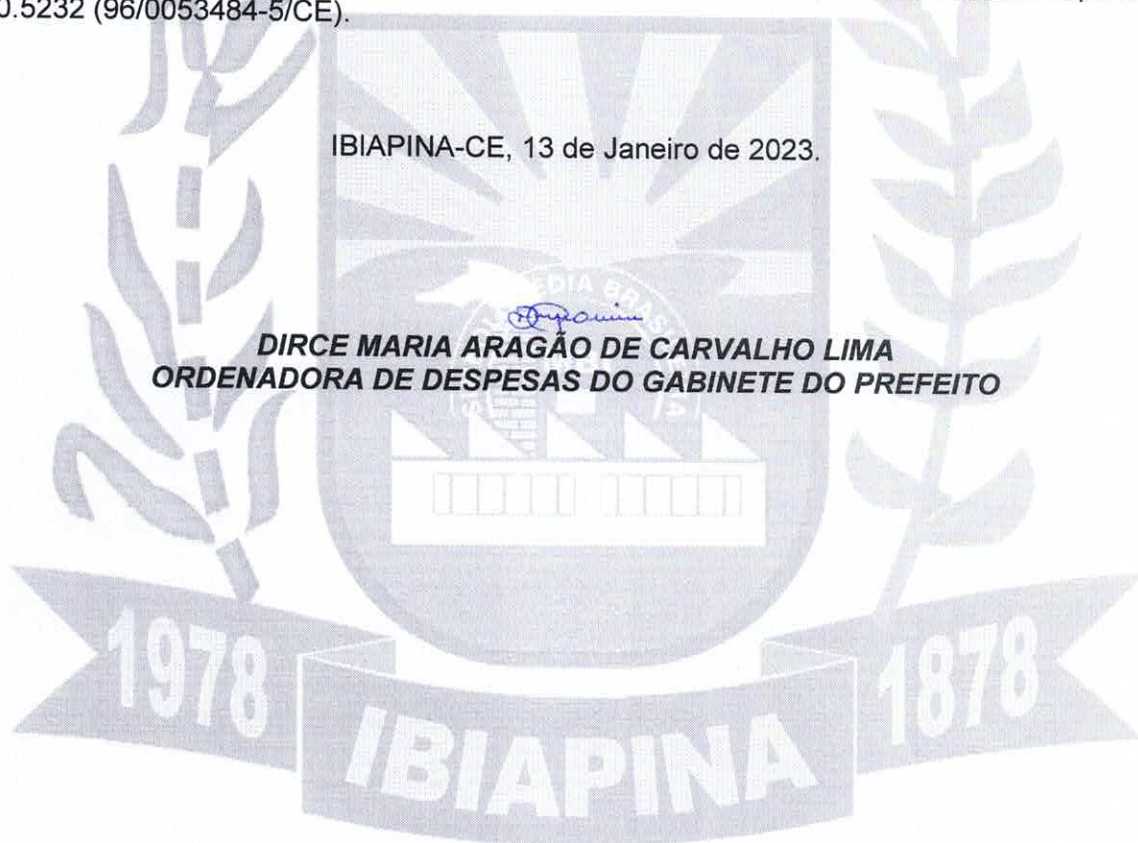 0.5232 (96/0053484-5/CE).
IBIAPINA-CE, 13 de Janeiro de 2023.
DIRCE MARIA ARAGÃO DE CARVALHO LIMA
ORDENADORA DE DESPESAS DO GABINETE DO PREFEITO
1978
1878
IBIAPINA